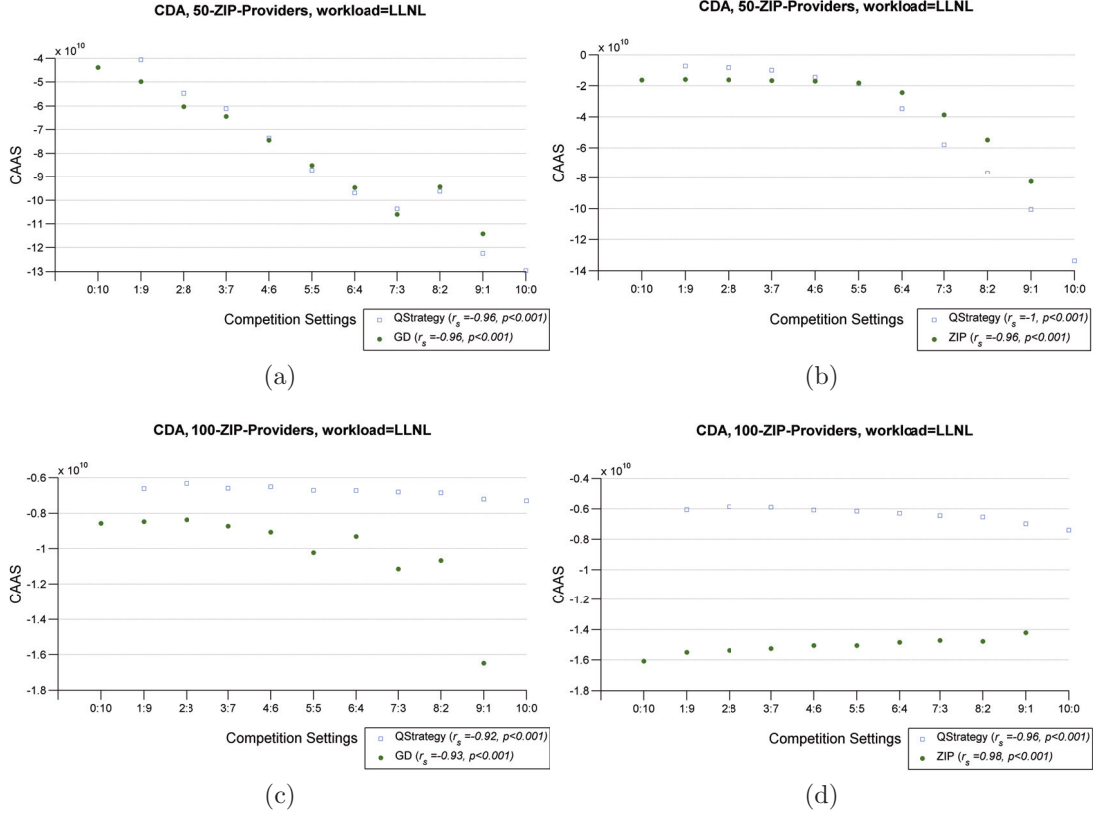 CDA, 50-ZIP-Providers, workload=LLNL
x 10^10
-4
-5
-6
-7
-8
-9
-10
-11
-12
-13
CAAS
0:10 1:9 2:8 3:7 4:6 5:5 6:4 7:3 8:2 9:1 10:0
Competition Settings
QStrategy (r_s =-0.96, p<0.001)
GD (r_s =-0.96, p<0.001)
(a)
CDA, 50-ZIP-Providers, workload=LLNL
x 10^10
0
-2
-4
-6
-8
-10
-12
-14
CAAS
0:10 1:9 2:8 3:7 4:6 5:5 6:4 7:3 8:2 9:1 10:0
Competition Settings
QStrategy (r_s =-1, p<0.001)
ZIP (r_s =-0.96, p<0.001)
(b)
CDA, 100-ZIP-Providers, workload=LLNL
x 10^10
-0.6
-0.8
-1
-1.2
-1.4
-1.6
-1.8
CAAS
0:10 1:9 2:3 3:7 4:6 5:5 6:4 7:3 8:2 9:1 10:0
Competition Settings
QStrategy (r_s =-0.92, p<0.001)
GD (r_s =-0.93, p<0.001)
(c)
CDA, 100-ZIP-Providers, workload=LLNL
x 10^10
-0.4
-0.6
-0.8
-1
-1.2
-1.4
-1.6
-1.8
CAAS
0:10 1:9 2:8 3:7 4:6 5:5 6:4 7:3 8:2 9:1 10:0
Competition Settings
QStrategy (r_s =-0.96, p<0.001)
ZIP (r_s =0.98, p<0.001)
(d)